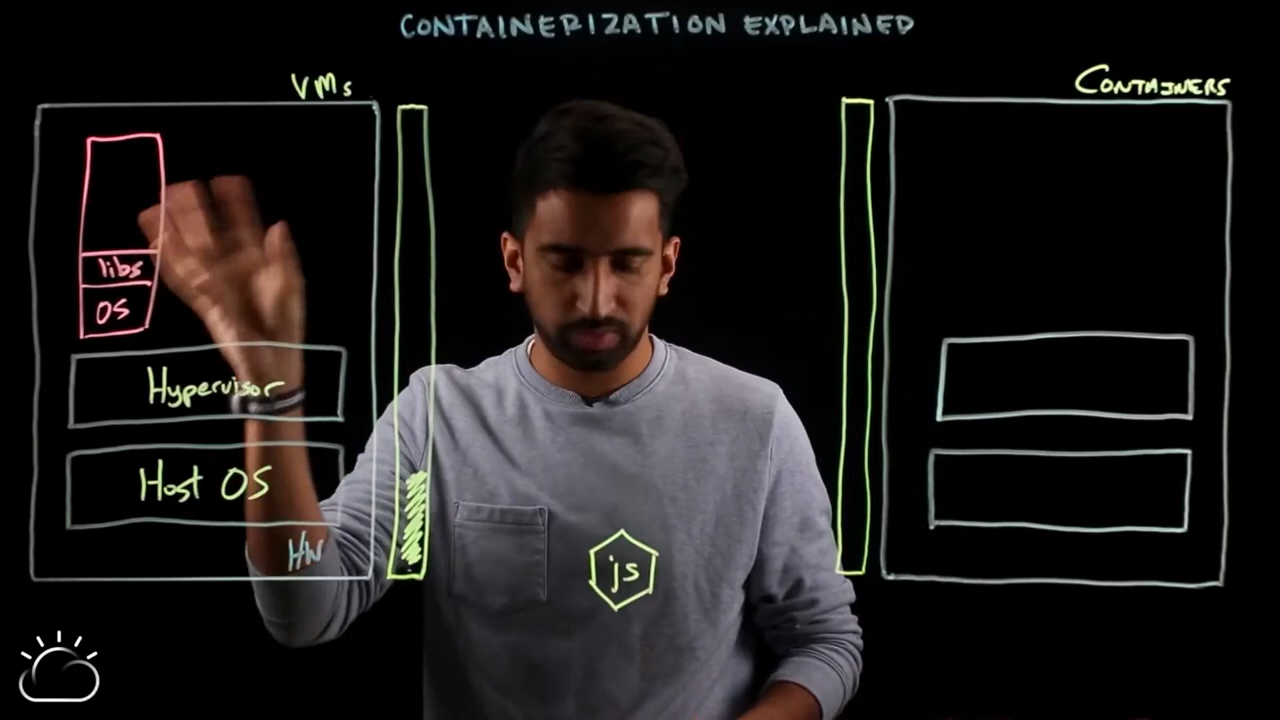 CONTAINERIZATION EXPLAINED
VMs
CONTAINERS
libs
OS
Hypervisor
Host OS
HW
js